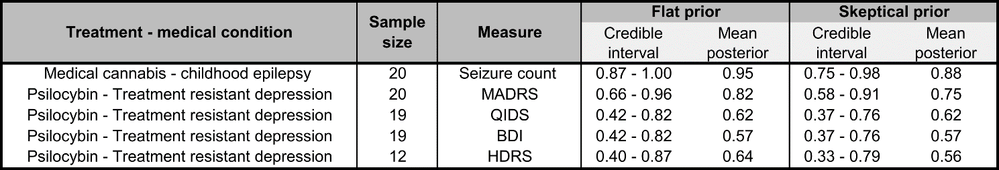 Treatment - medical condition Sample size Measure Flat prior Skeptical prior
Credible interval Mean posterior Credible interval Mean posterior
Medical cannabis - childhood epilepsy 20 Seizure count 0.87 - 1.00 0.95 0.75 - 0.98 0.88
Psilocybin - Treatment resistant depression 20 MADRS 0.66 - 0.96 0.82 0.58 - 0.91 0.75
Psilocybin - Treatment resistant depression 19 QIDS 0.42 - 0.82 0.62 0.37 - 0.76 0.62
Psilocybin - Treatment resistant depression 19 BDI 0.42 - 0.82 0.57 0.37 - 0.76 0.57
Psilocybin - Treatment resistant depression 12 HDRS 0.40 - 0.87 0.64 0.33 - 0.79 0.56